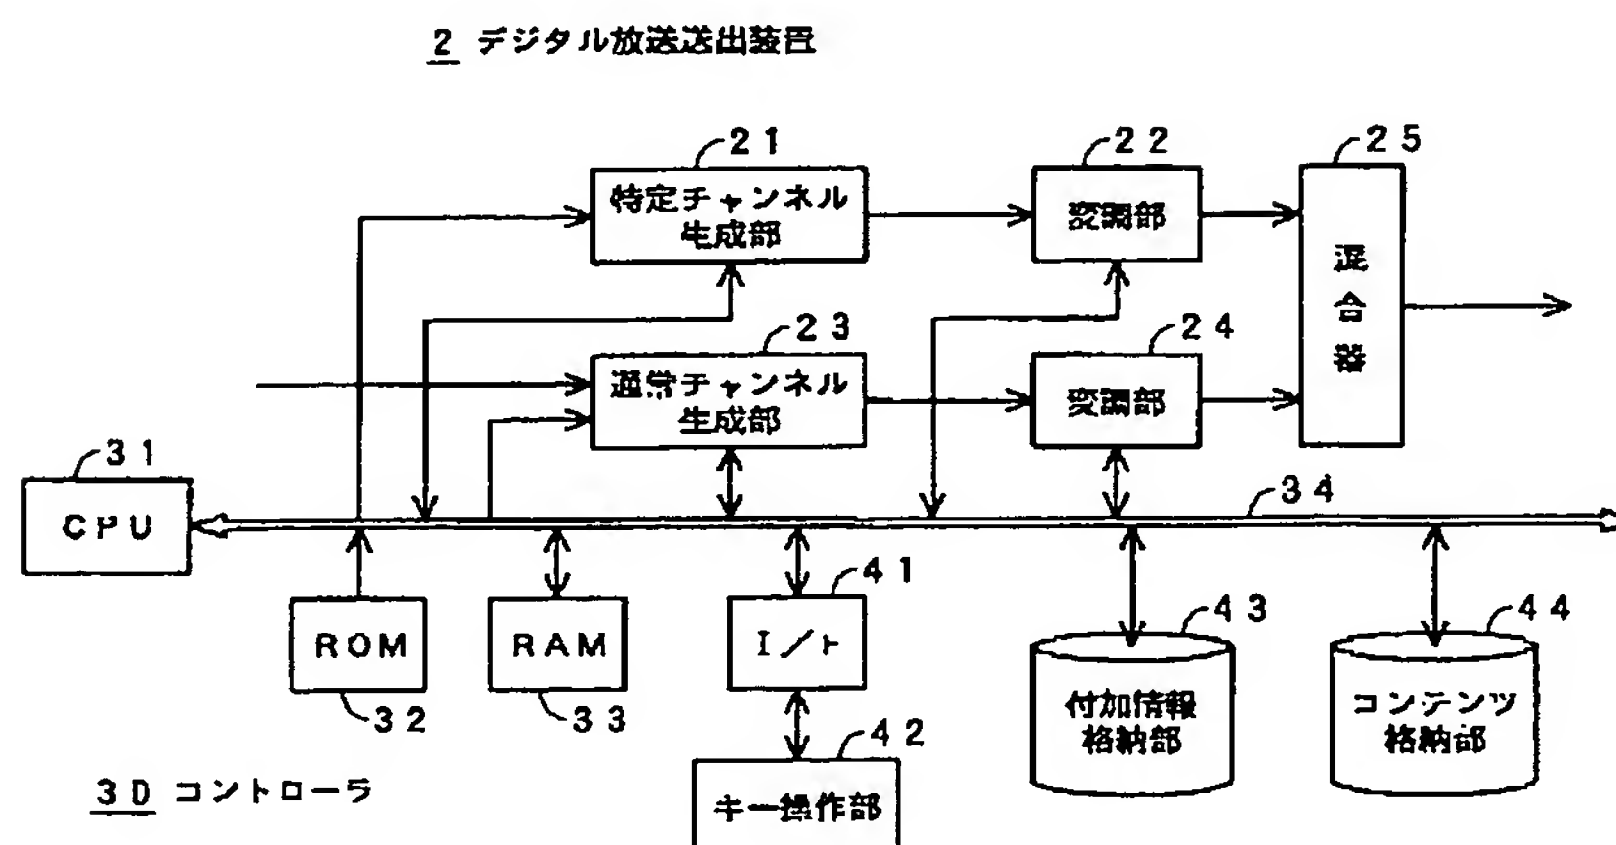 2 デジタル放送送出装置
21
22
25
特定チャンネル
生成部
変調部
混合器
23
24
通常チャンネル
生成部
変調部
31
CPU
34
41
43
44
ROM
RAM
I/F
32
33
付加情報
格納部
コンテンツ
格納部
42
30 コントローラ
キー操作部